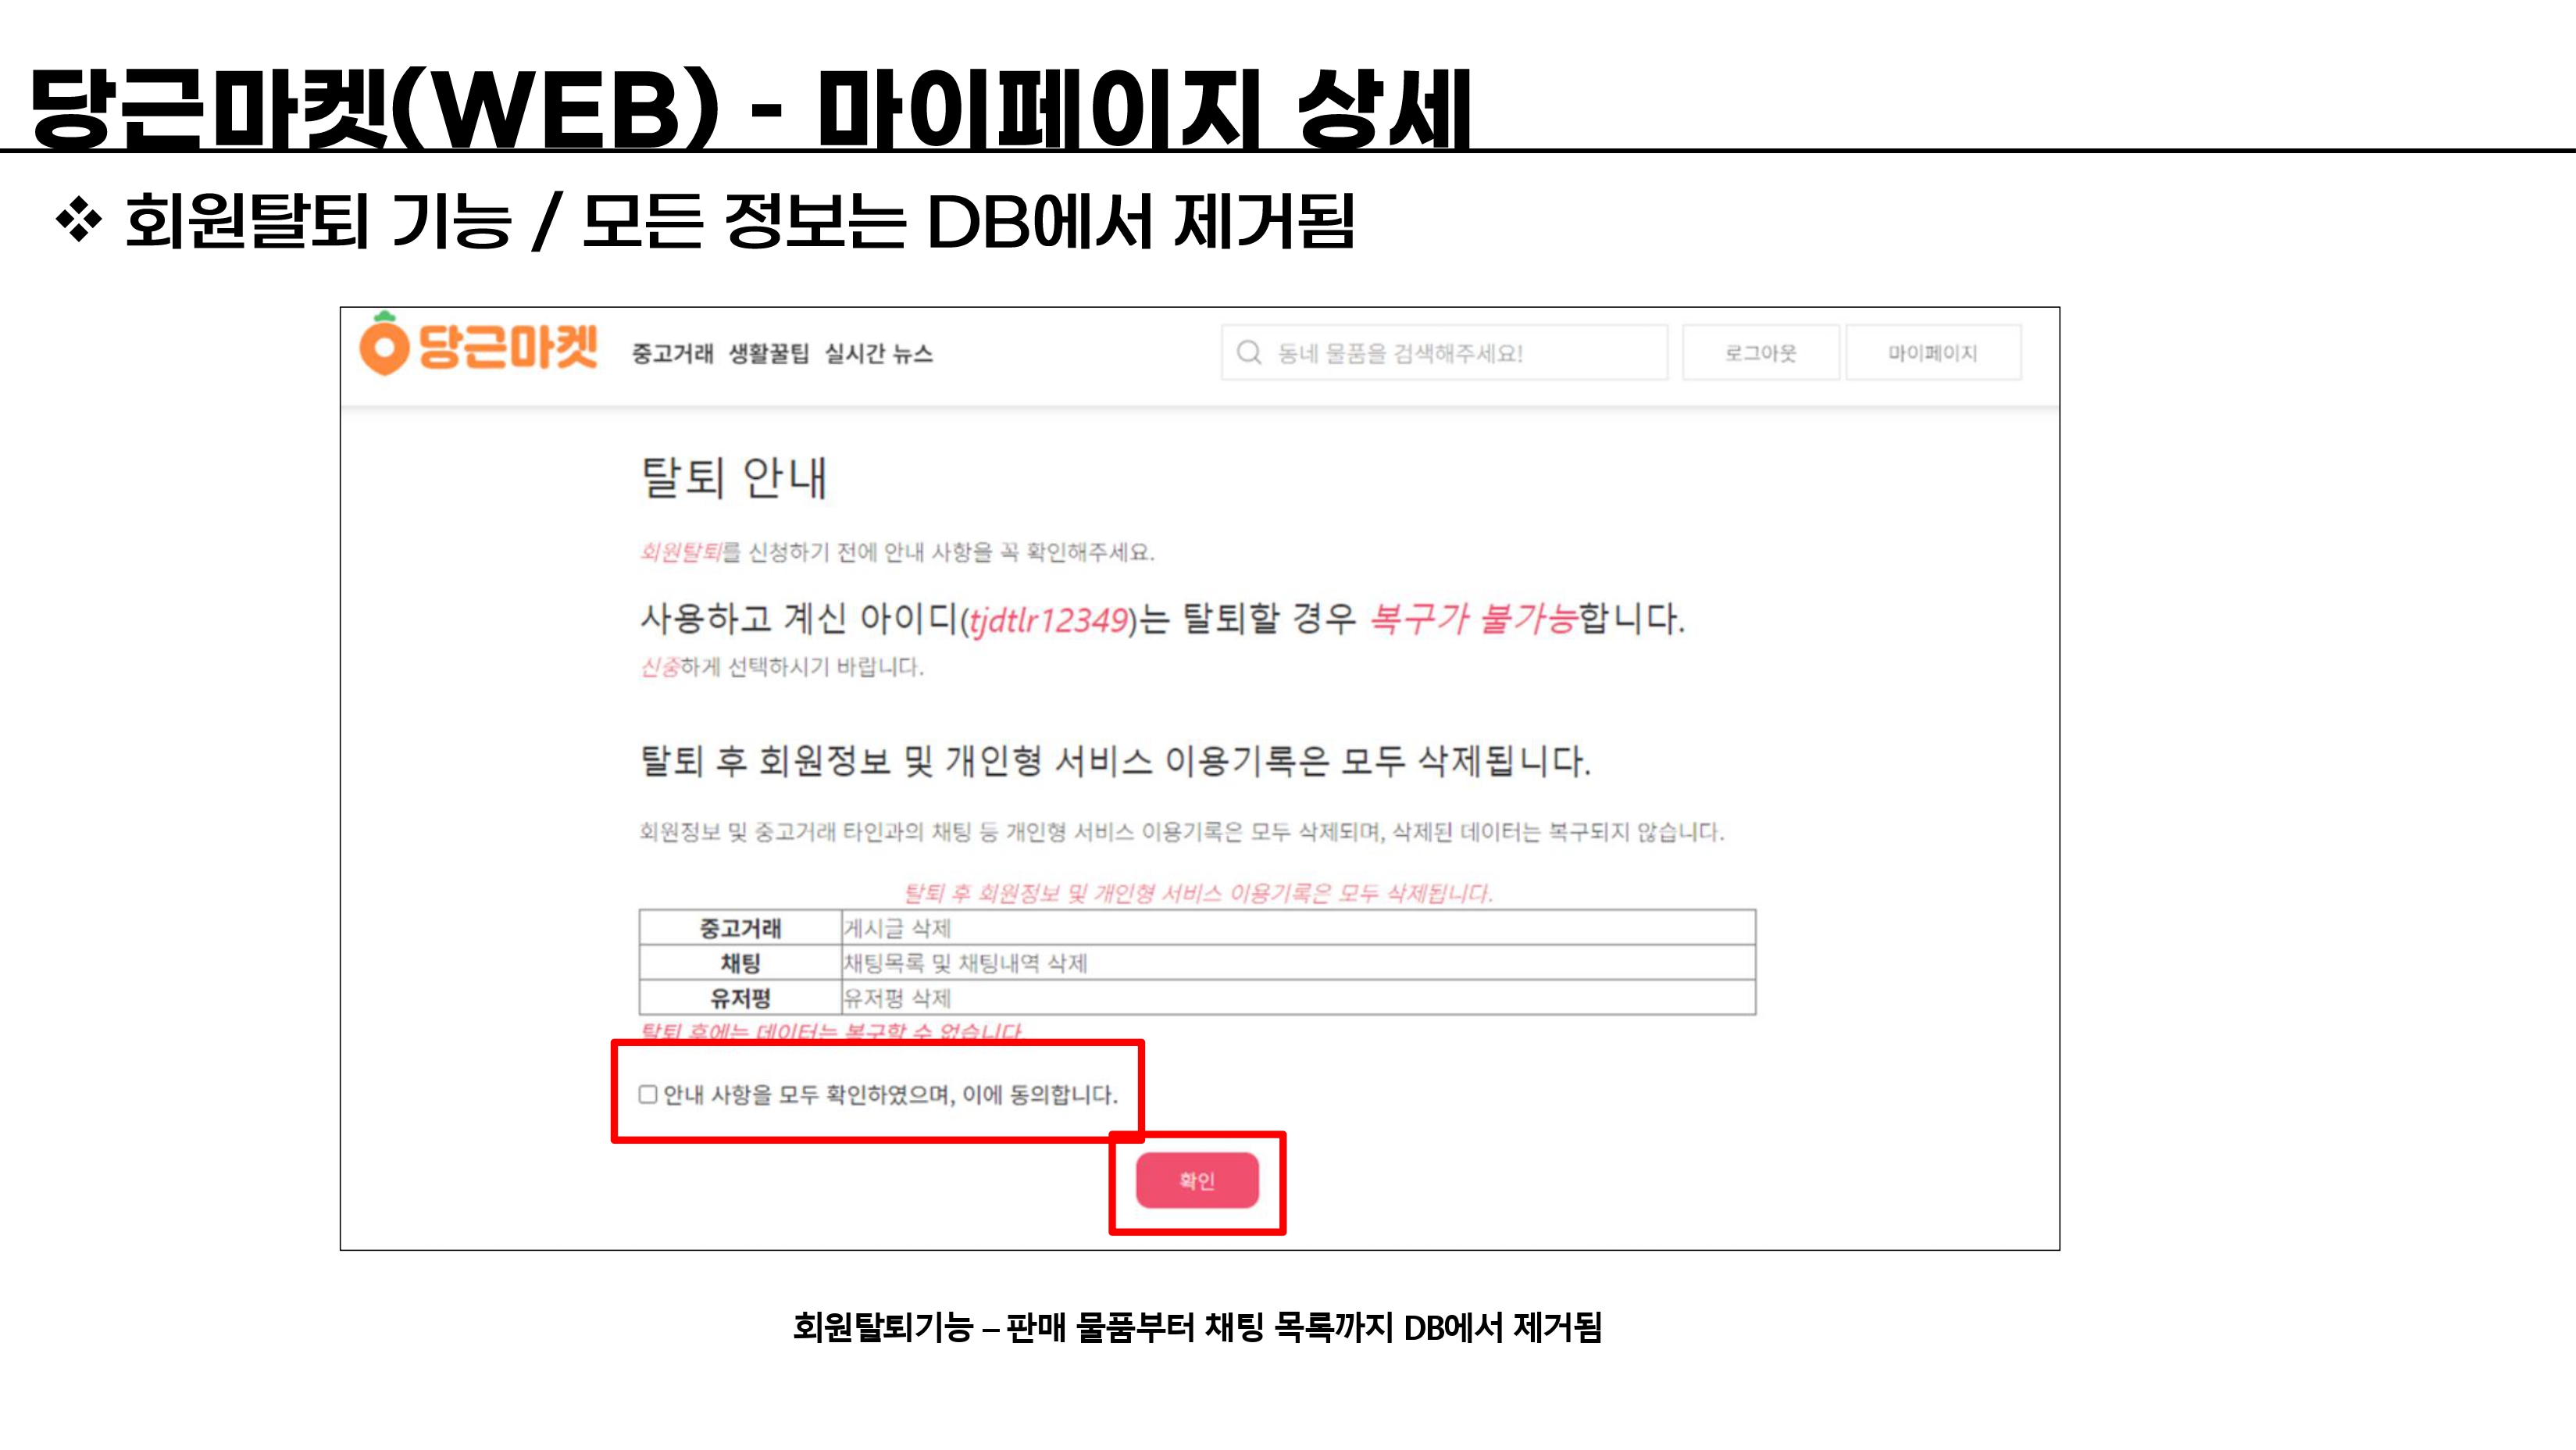 당근마켓(WEB) - 마이페이지 상세
❖ 회원탈퇴 기능 / 모든 정보는 DB에서 제거됨
당근마켓 중고거래 생활꿀팁 실시간 뉴스 동네 물품을 검색해주세요! 로그아웃 마이페이지
탈퇴 안내
회원탈퇴를 신청하기 전에 안내 사항을 꼭 확인해주세요.
사용하고 계신 아이디(tjdtlr12349)는 탈퇴할 경우 복구가 불가능합니다.
신중하게 선택하시기 바랍니다.
탈퇴 후 회원정보 및 개인형 서비스 이용기록은 모두 삭제됩니다.
회원정보 및 중고거래 타인과의 채팅 등 개인형 서비스 이용기록은 모두 삭제되며, 삭제된 데이터는 복구되지 않습니다.
탈퇴 후 회원정보 및 개인형 서비스 이용기록은 모두 삭제됩니다.
중고거래 게시글 삭제
채팅 채팅목록 및 채팅내역 삭제
유저평 유저평 삭제
탈퇴 후에는 데이터는 복구할 수 없습니다.
안내 사항을 모두 확인하였으며, 이에 동의합니다.
확인
회원탈퇴기능 – 판매 물품부터 채팅 목록까지 DB에서 제거됨